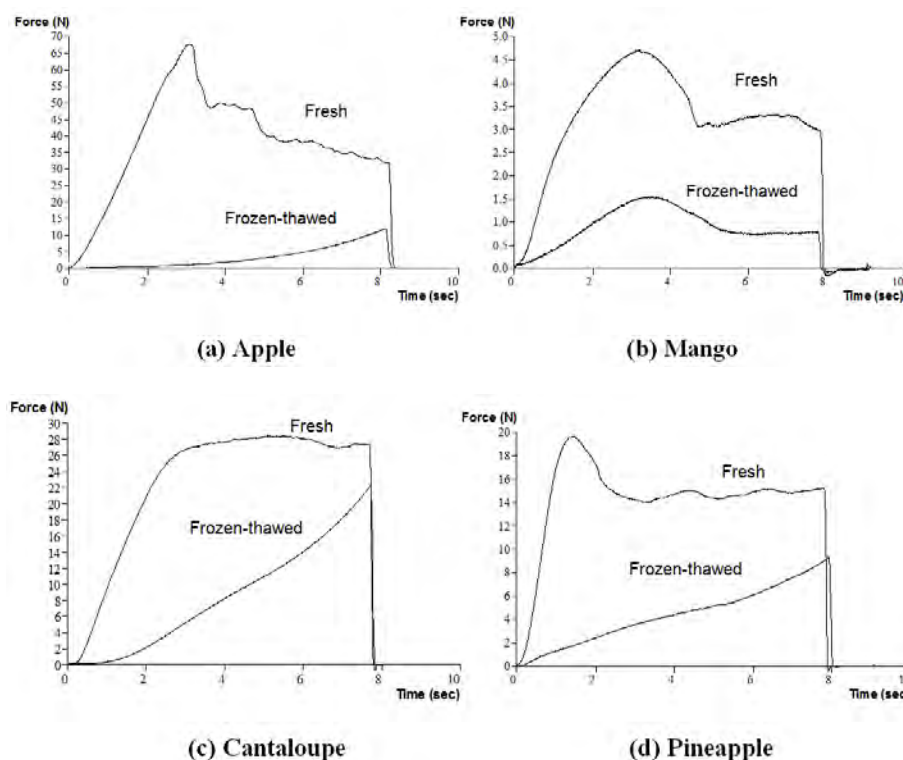 Force (N)
70
65
60
55
50
45
40
35
30
25
20
15
10
5
0
Fresh
Frozen-thawed
0 2 4 6 8 10
Time (sec)
(a) Apple
Force (N)
5.0
4.5
4.0
3.5
3.0
2.5
2.0
1.5
1.0
0.5
0.0
Fresh
Frozen-thawed
0 2 4 6 8 10
Time (sec)
(b) Mango
Force (N)
30
28
26
24
22
20
18
16
14
12
10
8
6
4
2
0
Fresh
Frozen-thawed
0 2 4 6 8 10
Time (sec)
(c) Cantaloupe
Force (N)
20
18
16
14
12
10
8
6
4
2
0
Fresh
Frozen-thawed
0 2 4 6 8 10
Time (sec)
(d) Pineapple